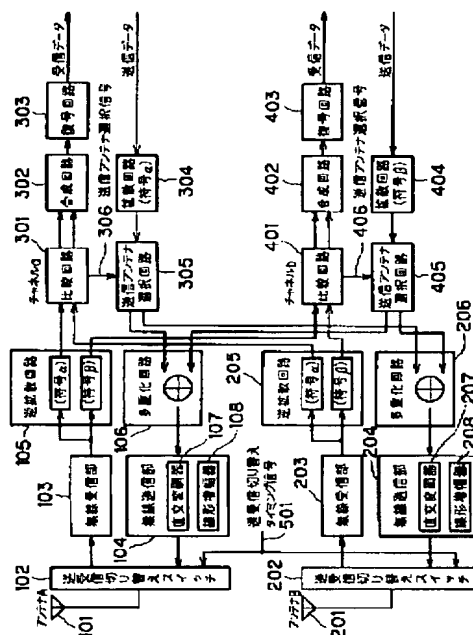 アンテナA
101
102
送受信切り替えスイッチ
103
無線受信部
104
無線送信部
107
直交変調器
108
線形増幅器
105
逆拡散回路
(符号α)
(符号β)
106
多重化回路
チャネルa
301
比較回路
302
合成回路
303
復号回路
受信データ
306
送信アンテナ選択信号
305
送信アンテナ選択回路
304
拡散回路
(符号α)
送信データ
送受信切り替えタイミング信号
501
アンテナB
201
202
送受信切り替えスイッチ
203
無線受信部
204
無線送信部
207
直交変調器
208
線形増幅器
205
逆拡散回路
(符号α)
(符号β)
206
多重化回路
チャネルb
401
比較回路
402
合成回路
403
復号回路
受信データ
406
送信アンテナ選択信号
405
送信アンテナ選択回路
404
拡散回路
(符号β)
送信データ